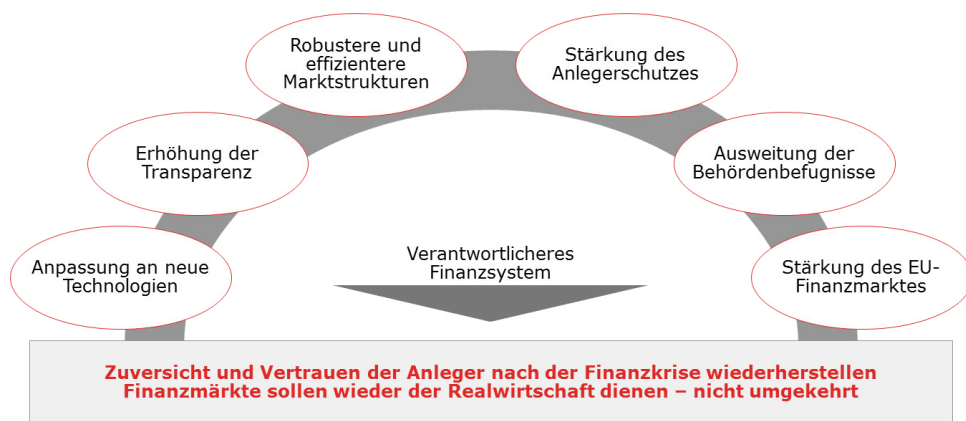 Robustere und
effizientere
Marktstrukturen
Stärkung des
Anlegerschutzes
Erhöhung der
Transparenz
Ausweitung der
Behördenbefugnisse
Anpassung an neue
Technologien
Verantwortlicheres
Finanzsystem
Stärkung des EU-
Finanzmarktes
Zuversicht und Vertrauen der Anleger nach der Finanzkrise wiederherstellen
Finanzmärkte sollen wieder der Realwirtschaft dienen – nicht umgekehrt